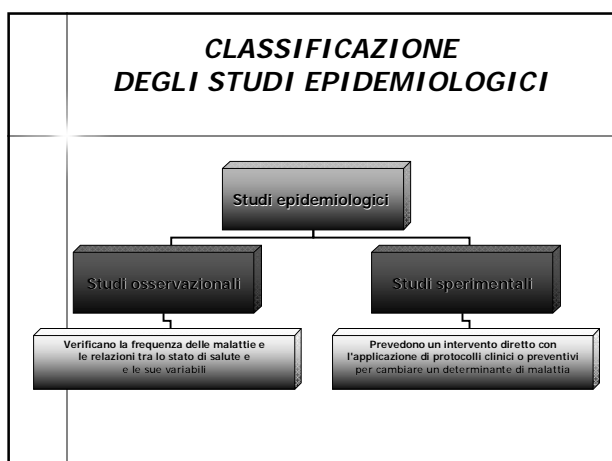 CLASSIFICAZIONE
DEGLI STUDI EPIDEMIOLOGICI
Studi epidemiologici
Studi osservazionali
Studi sperimentali
Verificano la frequenza delle malattie e
le relazioni tra lo stato di salute e
e le sue variabili
Prevedono un intervento diretto con
l'applicazione di protocolli clinici o preventivi
per cambiare un determinante di malattia